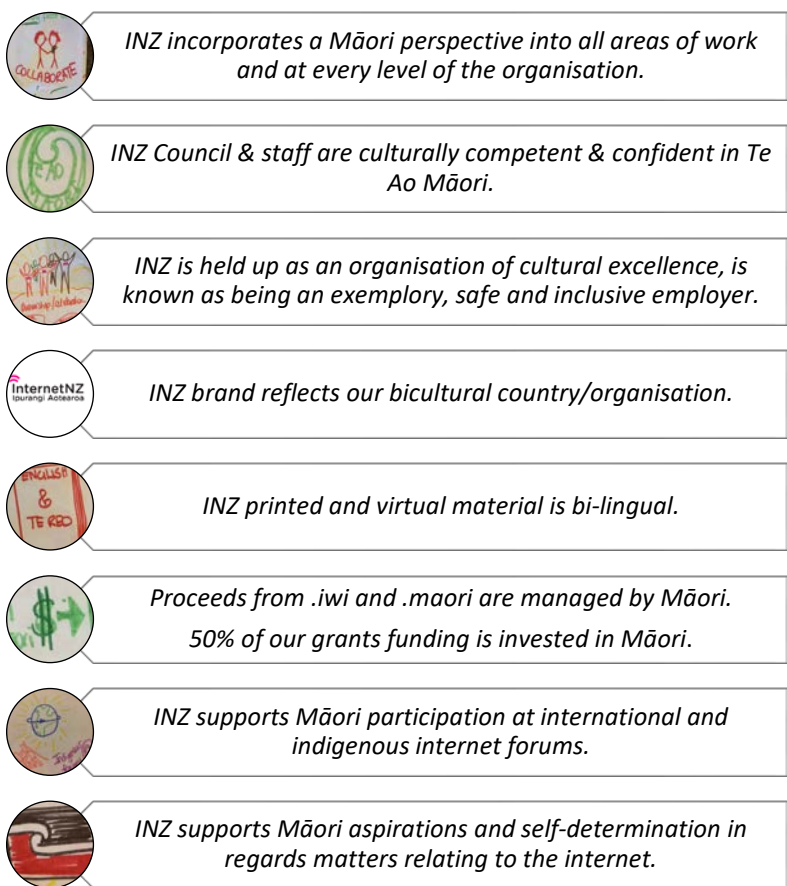 COLLABORATE
INZ incorporates a Māori perspective into all areas of work
and at every level of the organisation.
TE AO
MĀORI
INZ Council & staff are culturally competent & confident in Te
Ao Māori.
INZ is held up as an organisation of cultural excellence, is
known as being an exemplory, safe and inclusive employer.
InternetNZ
Ipurangi Aotearoa
INZ brand reflects our bicultural country/organisation.
ENGLISH
&
TE REO
INZ printed and virtual material is bi-lingual.
$
Proceeds from .iwi and .maori are managed by Māori.
50% of our grants funding is invested in Māori.
INZ supports Māori participation at international and
indigenous internet forums.
INZ supports Māori aspirations and self-determination in
regards matters relating to the internet.